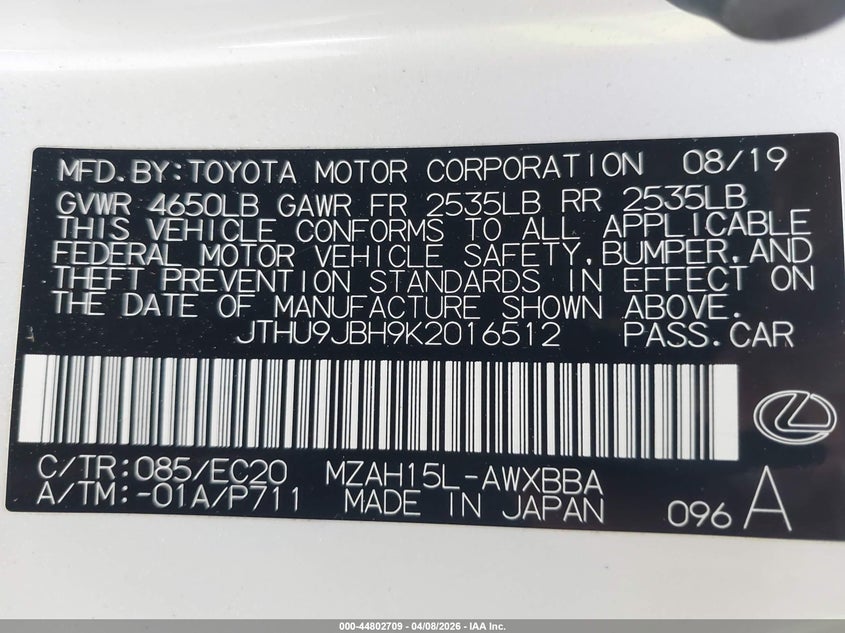 MFD.BY:TOYOTA MOTOR CORPORATION 08/19
GVWR 4650LB GAWR FR 2535LB RR 2535LB
THIS VEHICLE CONFORMS TO ALL APPLICABLE
FEDERAL MOTOR VEHICLE SAFETY,BUMPER,AND
THEFT PREVENTION STANDARDS IN EFFECT ON
THE DATE OF MANUFACTURE SHOWN ABOVE.
JTHU9JBH9K2016512 PASS.CAR
C/TR:085/EC20 MZAH15L-AWXBBA
A/TM:-01A/P711 MADE IN JAPAN 096 A
000-44802709 | 04/08/2026 - IAA Inc.